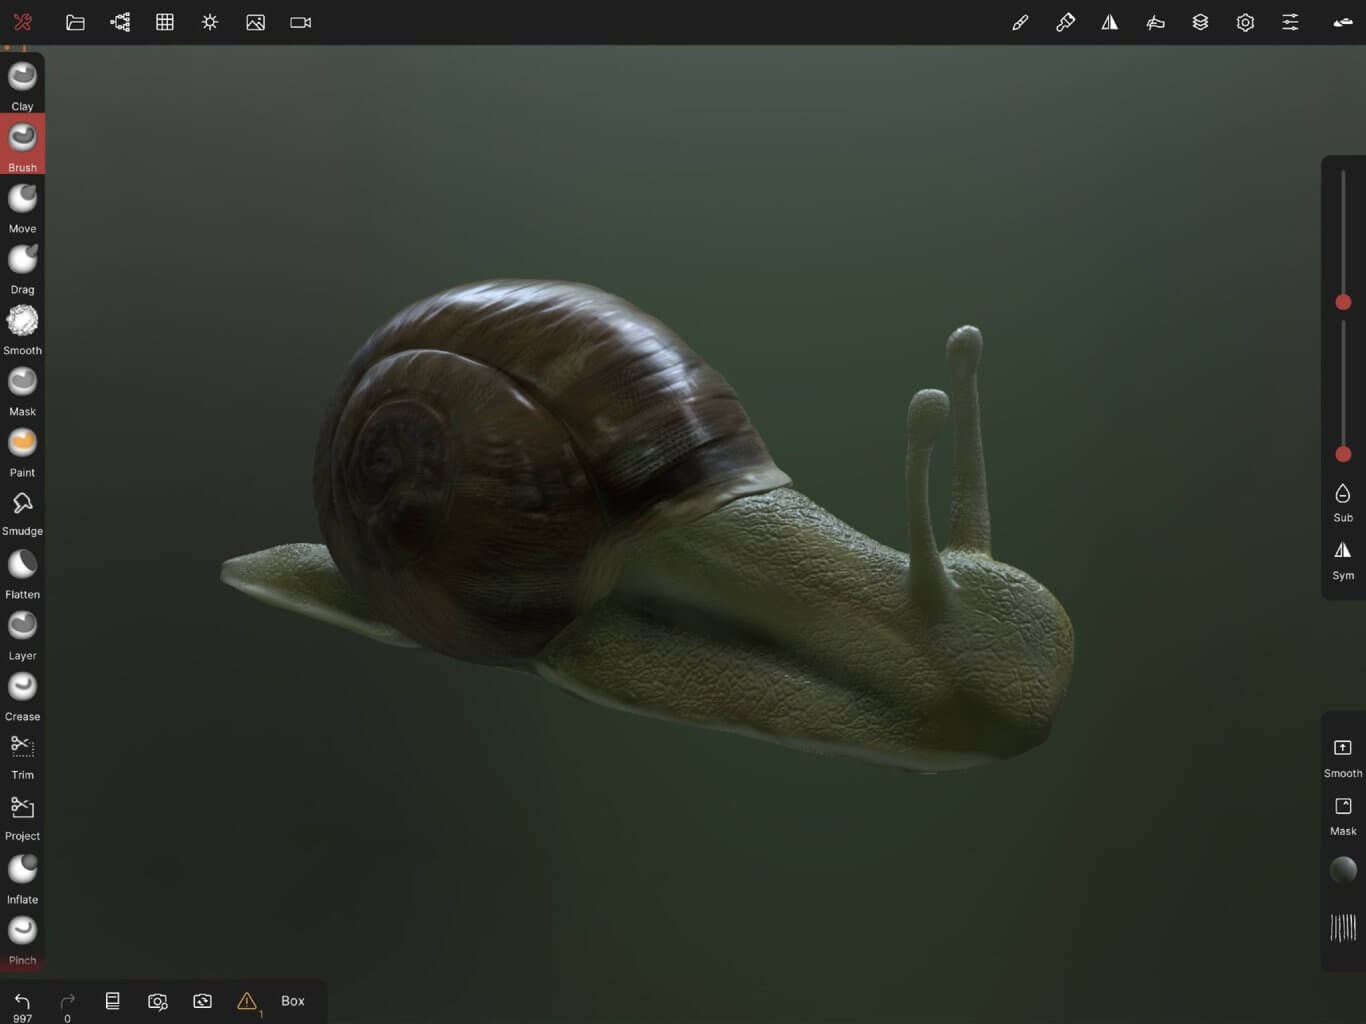 Clay
Brush
Move
Drag
Smooth
Mask
Paint
Smudge
Flatten
Layer
Crease
Trim
Project
Inflate
Pinch
Sub
Sym
Smooth
Mask
997
0
1
Box